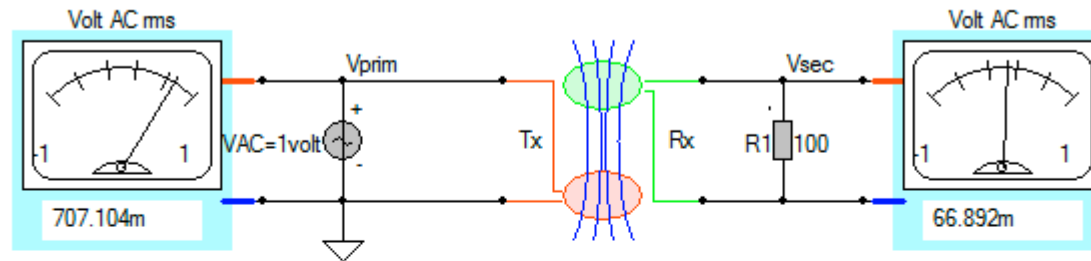 Volt AC rms
-1
1
707.104m
Vprim
+
VAC=1volt
-
Tx
Rx
Vsec
R1
100
Volt AC rms
-1
1
66.892m